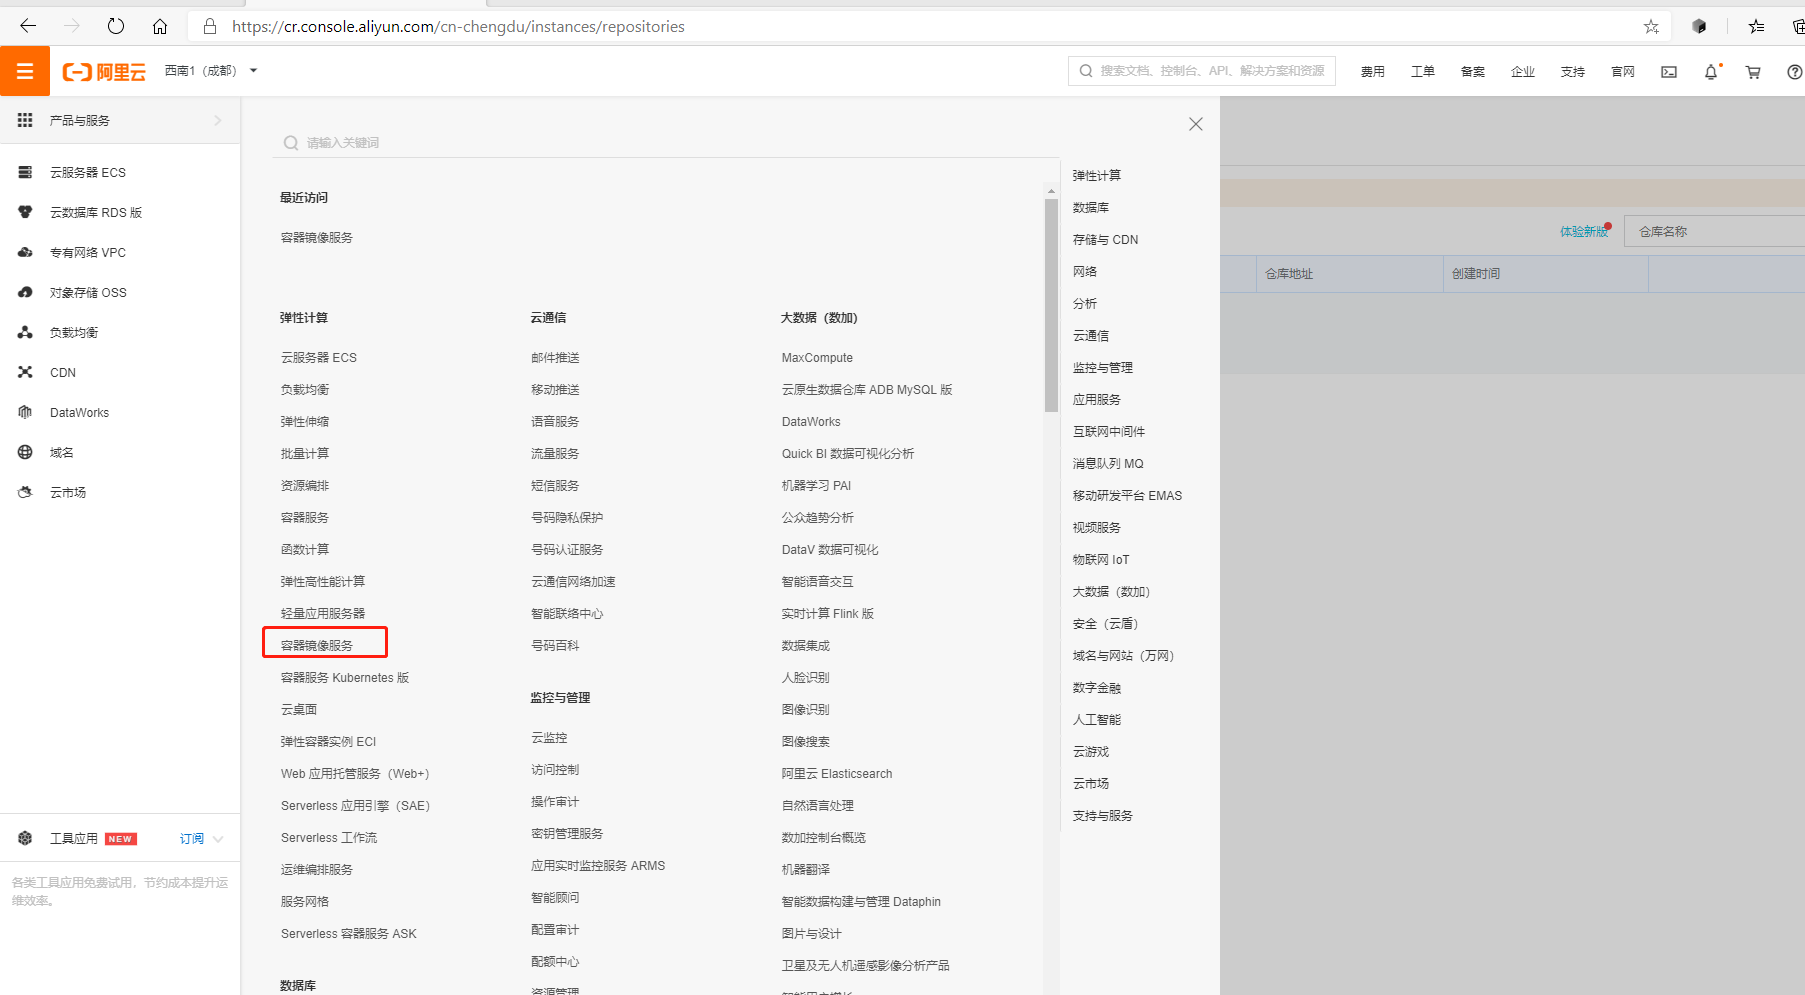 https://cr.console.aliyun.com/cn-chengdu/instances/repositories
阿里云
西南1（成都）
搜索文档、控制台、API、解决方案和资源
费用
工单
备案
企业
支持
官网
产品与服务
云服务器 ECS
云数据库 RDS 版
专有网络 VPC
对象存储 OSS
负载均衡
CDN
DataWorks
域名
云市场
工具应用 NEW 订阅
各类工具应用免费试用，节约成本提升运
维效率。
请输入关键词
最近访问
容器镜像服务
弹性计算
云服务器 ECS
负载均衡
弹性伸缩
批量计算
资源编排
容器服务
函数计算
弹性高性能计算
轻量应用服务器
容器镜像服务
容器服务 Kubernetes 版
云桌面
弹性容器实例 ECI
Web 应用托管服务（Web+）
Serverless 应用引擎（SAE）
Serverless 工作流
运维编排服务
服务网格
Serverless 容器服务 ASK
数据库
云通信
邮件推送
移动推送
语音服务
流量服务
短信服务
号码隐私保护
号码认证服务
云通信网络加速
智能联络中心
号码百科
监控与管理
云监控
访问控制
操作审计
密钥管理服务
应用实时监控服务 ARMS
智能顾问
配置审计
配额中心
资源管理
大数据（数加）
MaxCompute
云原生数据仓库 ADB MySQL 版
DataWorks
Quick BI 数据可视化分析
机器学习 PAI
公众趋势分析
DataV 数据可视化
智能语音交互
实时计算 Flink 版
数据集成
人脸识别
图像识别
图像搜索
阿里云 Elasticsearch
自然语言处理
数加控制台概览
机器翻译
智能数据构建与管理 Dataphin
图片与设计
卫星及无人机遥感影像分析产品
智能用户增长
弹性计算
数据库
存储与 CDN
网络
分析
云通信
监控与管理
应用服务
互联网中间件
消息队列 MQ
移动研发平台 EMAS
视频服务
物联网 IoT
大数据（数加）
安全（云盾）
域名与网站（万网）
数字金融
人工智能
云游戏
云市场
支持与服务
体验新版
仓库名称
仓库地址
创建时间